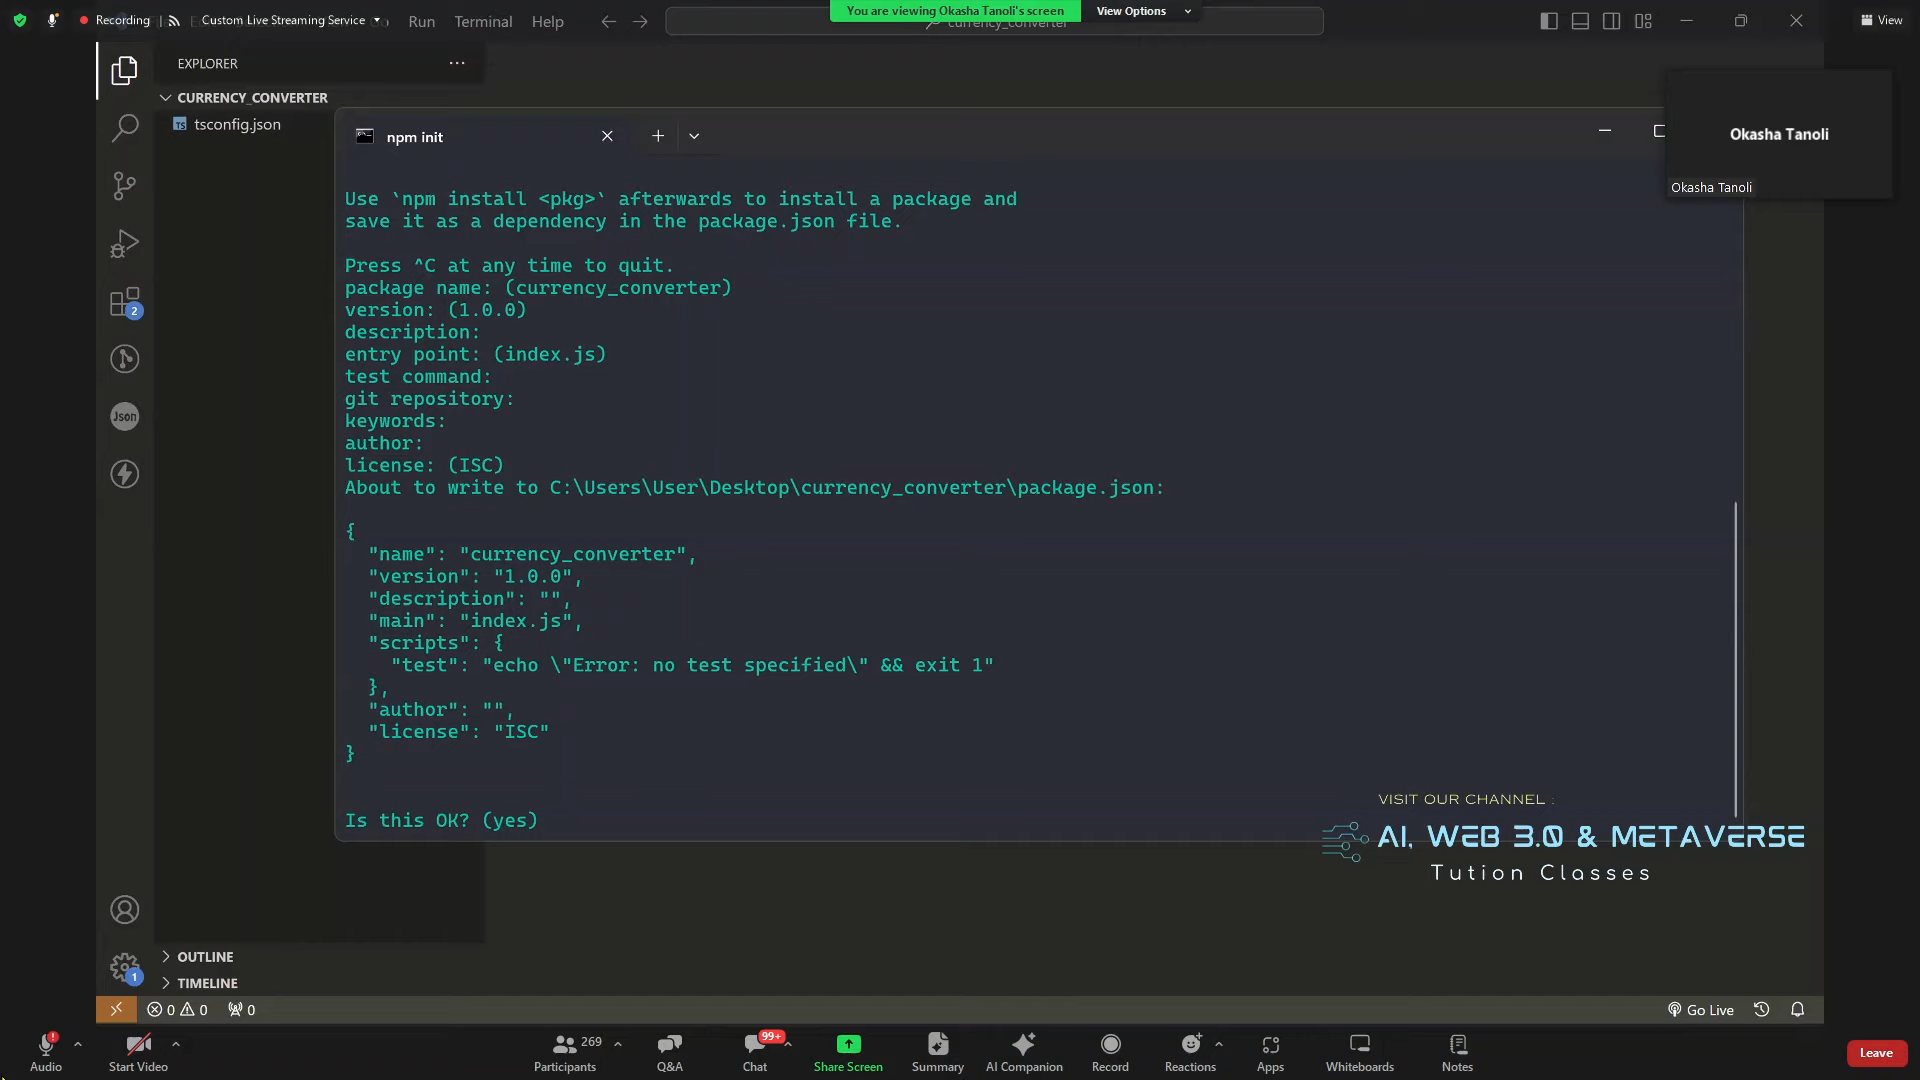 Recording
Custom Live Streaming Service
Run
Terminal
Help
You are viewing Okasha Tanoli's screen
View Options
currency_converter
View
EXPLORER
CURRENCY_CONVERTER
tsconfig.json
npm init
Okasha Tanoli
Okasha Tanoli
Use `npm install <pkg>` afterwards to install a package and
save it as a dependency in the package.json file.
Press ^C at any time to quit.
package name: (currency_converter)
version: (1.0.0)
description:
entry point: (index.js)
test command:
git repository:
keywords:
author:
license: (ISC)
About to write to C:\Users\User\Desktop\currency_converter\package.json:
{
"name": "currency_converter",
"version": "1.0.0",
"description": "",
"main": "index.js",
"scripts": {
"test": "echo \"Error: no test specified\" && exit 1"
},
"author": "",
"license": "ISC"
}
Is this OK? (yes)
2
Json
VISIT OUR CHANNEL :
AI, WEB 3.0 & METAVERSE
Tution Classes
1
OUTLINE
TIMELINE
0 0 0
Go Live
Audio
Start Video
269
Participants
Q&A
99+
Chat
Share Screen
Summary
AI Companion
Record
Reactions
Apps
Whiteboards
Notes
Leave